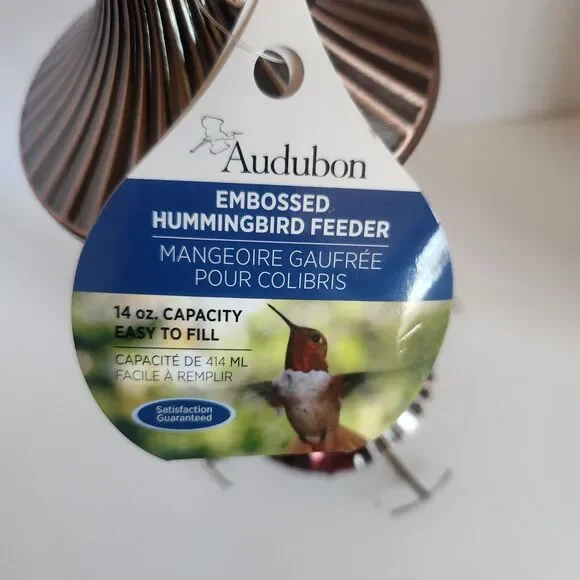 Audubon
EMBOSSED
HUMMINGBIRD FEEDER
MANGEOIRE GAUFRÉE
POUR COLIBRIS
14 oz. CAPACITY
EASY TO FILL
CAPACITÉ DE 414 ML
FACILE À REMPLIR
Satisfaction
Guaranteed